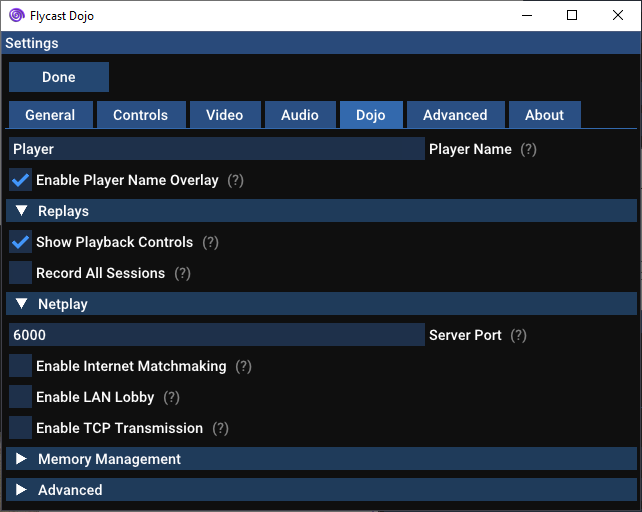 Flycast Dojo
Settings
Done
General Controls Video Audio Dojo Advanced About
Player Player Name (?)
Enable Player Name Overlay (?)
Replays
Show Playback Controls (?)
Record All Sessions (?)
Netplay
6000 Server Port (?)
Enable Internet Matchmaking (?)
Enable LAN Lobby (?)
Enable TCP Transmission (?)
Memory Management
Advanced